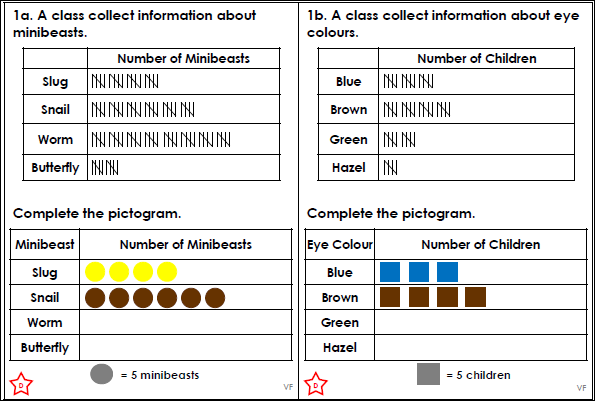 1a. A class collect information about
minibeasts.
Number of Minibeasts
Slug
Snail
Worm
Butterfly
Complete the pictogram.
Minibeast Number of Minibeasts
Slug
Snail
Worm
Butterfly
= 5 minibeasts
D
VF
1b. A class collect information about eye
colours.
Number of Children
Blue
Brown
Green
Hazel
Complete the pictogram.
Eye Colour Number of Children
Blue
Brown
Green
Hazel
= 5 children
D
VF